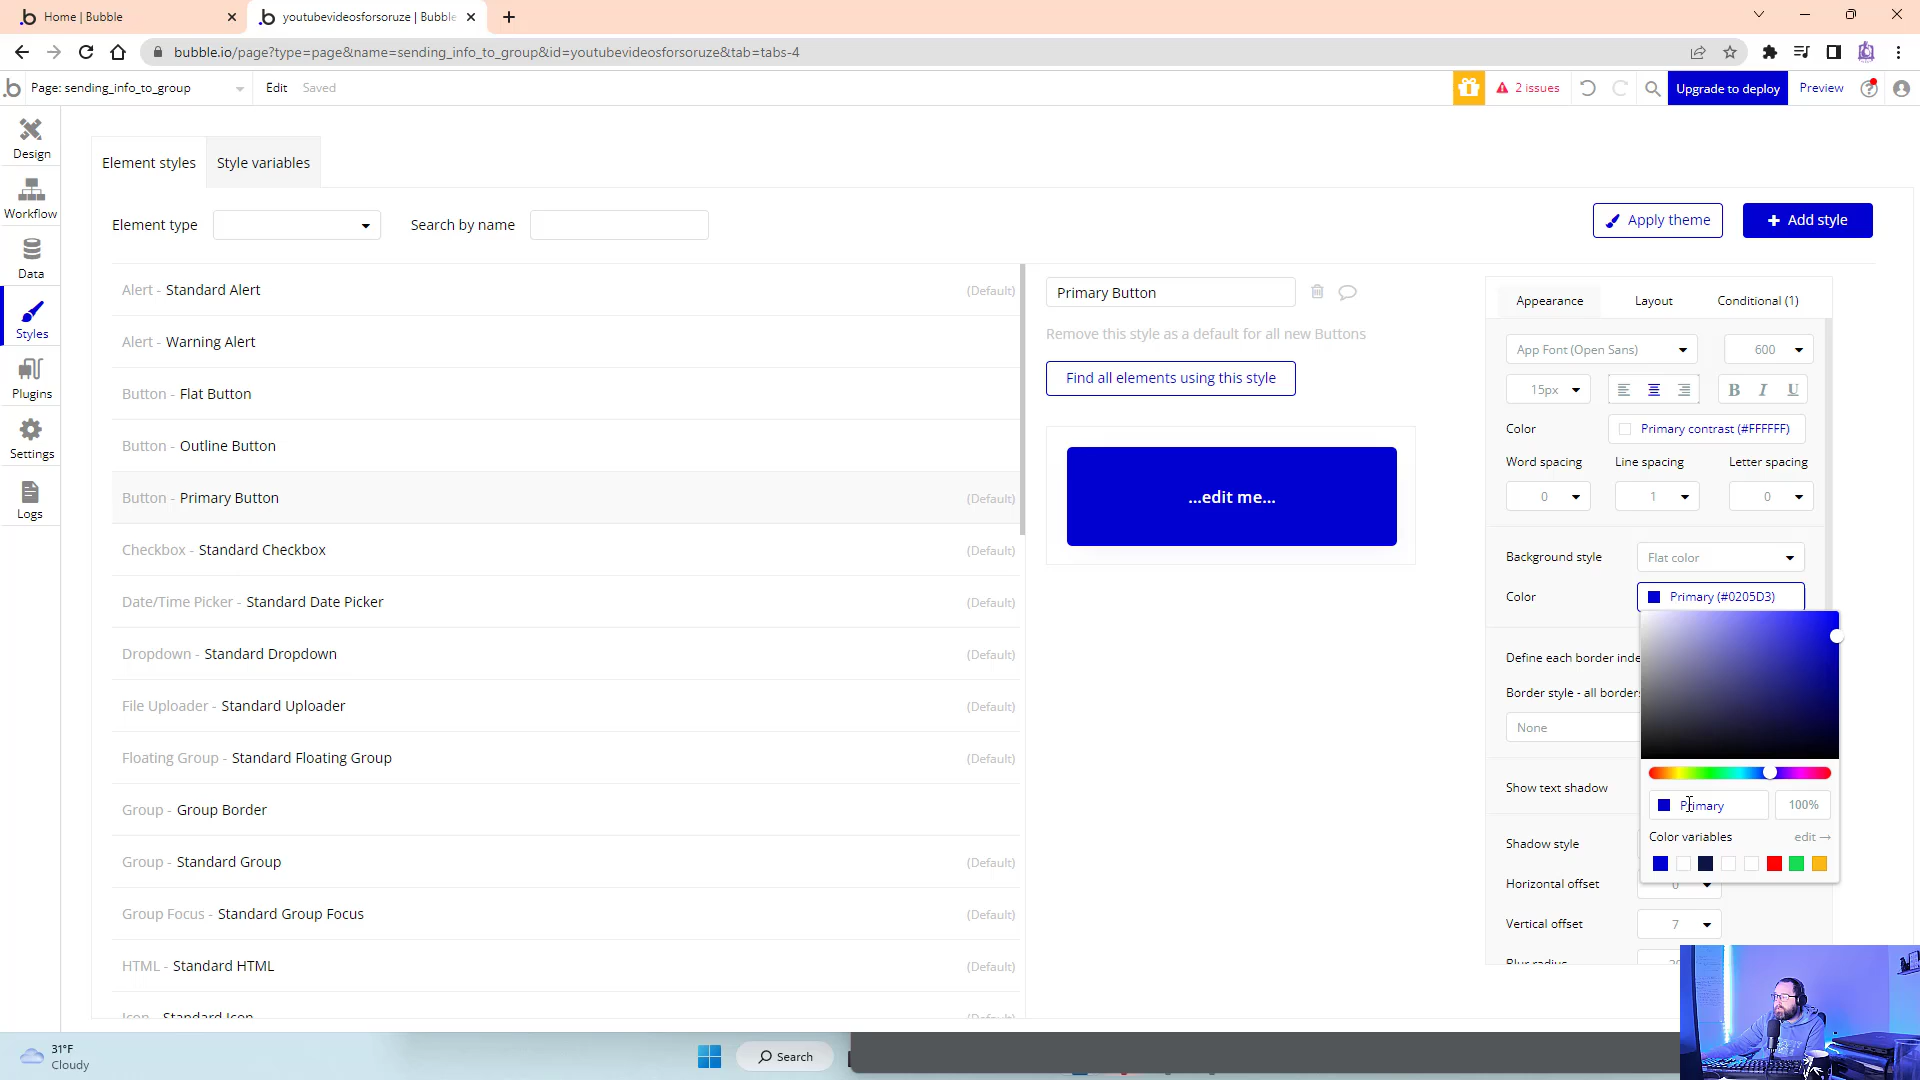 Home | Bubble
youtubevideosforsoruze | Bubble
bubble.io/page?type=page&name=sending_info_to_group&id=youtubevideosforsoruze&tab=tabs-4
Page: sending_info_to_group
Edit
Saved
2 issues
Upgrade to deploy
Preview
Design
Workflow
Data
Styles
Plugins
Settings
Logs
Element styles
Style variables
Element type
Search by name
Apply theme
+ Add style
Alert - Standard Alert (Default)
Alert - Warning Alert
Button - Flat Button
Button - Outline Button
Button - Primary Button (Default)
Checkbox - Standard Checkbox (Default)
Date/Time Picker - Standard Date Picker (Default)
Dropdown - Standard Dropdown (Default)
File Uploader - Standard Uploader (Default)
Floating Group - Standard Floating Group (Default)
Group - Group Border
Group - Standard Group (Default)
Group Focus - Standard Group Focus (Default)
HTML - Standard HTML (Default)
Icon - Standard Icon (Default)
Primary Button
Remove this style as a default for all new Buttons
Find all elements using this style
...edit me...
Appearance
Layout
Conditional (1)
App Font (Open Sans)
600
15px
B I U
Color
Primary contrast (#FFFFFF)
Word spacing
Line spacing
Letter spacing
0
1
0
Background style
Flat color
Color
Primary (#0205D3)
Define each border inde
Border style - all border
None
Show text shadow
Primary
100%
Color variables
edit →
Shadow style
Horizontal offset
0
Vertical offset
7
Blur radius
31°F
Cloudy
Search